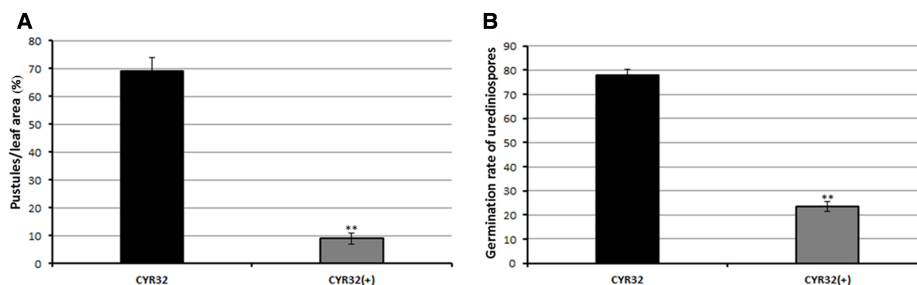 A
Pustules/leaf area (%)
80
70
60
50
40
30
20
10
0
**
CYR32
CYR32(+)
B
Germination rate of urediniospores
90
80
70
60
50
40
30
20
10
0
**
CYR32
CYR32(+)